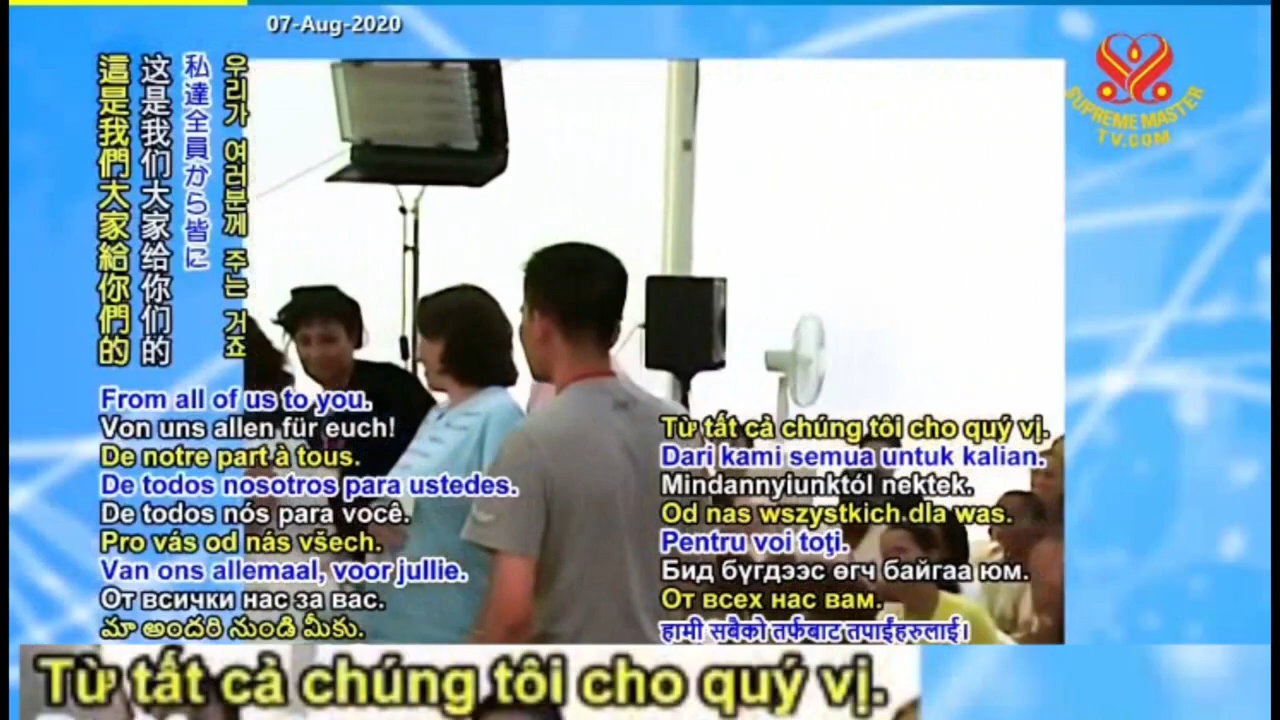 07-Aug-2020
SUPREME MASTER
TV.COM
這是我們大家給你們的
这是我们大家给你们的
私達全員から皆に
우리가 여러분께 주는 거죠
From all of us to you.
Von uns allen für euch!
De notre part à tous.
De todos nosotros para ustedes.
De todos nós para você.
Pro vás od nás všech.
Van ons allemaal, voor jullie.
От всички нас за вас.
మా అందరి నుండి మీకు.
Từ tất cả chúng tôi cho quý vị.
Dari kami semua untuk kalian.
Mindannyiunktól nektek.
Od nas wszystkich dla was.
Pentru voi toţi.
Бид бүгдээс өгч байгаа юм.
От всех нас вам.
हामी सबैको तर्फबाट तपाईंहरुलाई।
Từ tất cả chúng tôi cho quý vị.